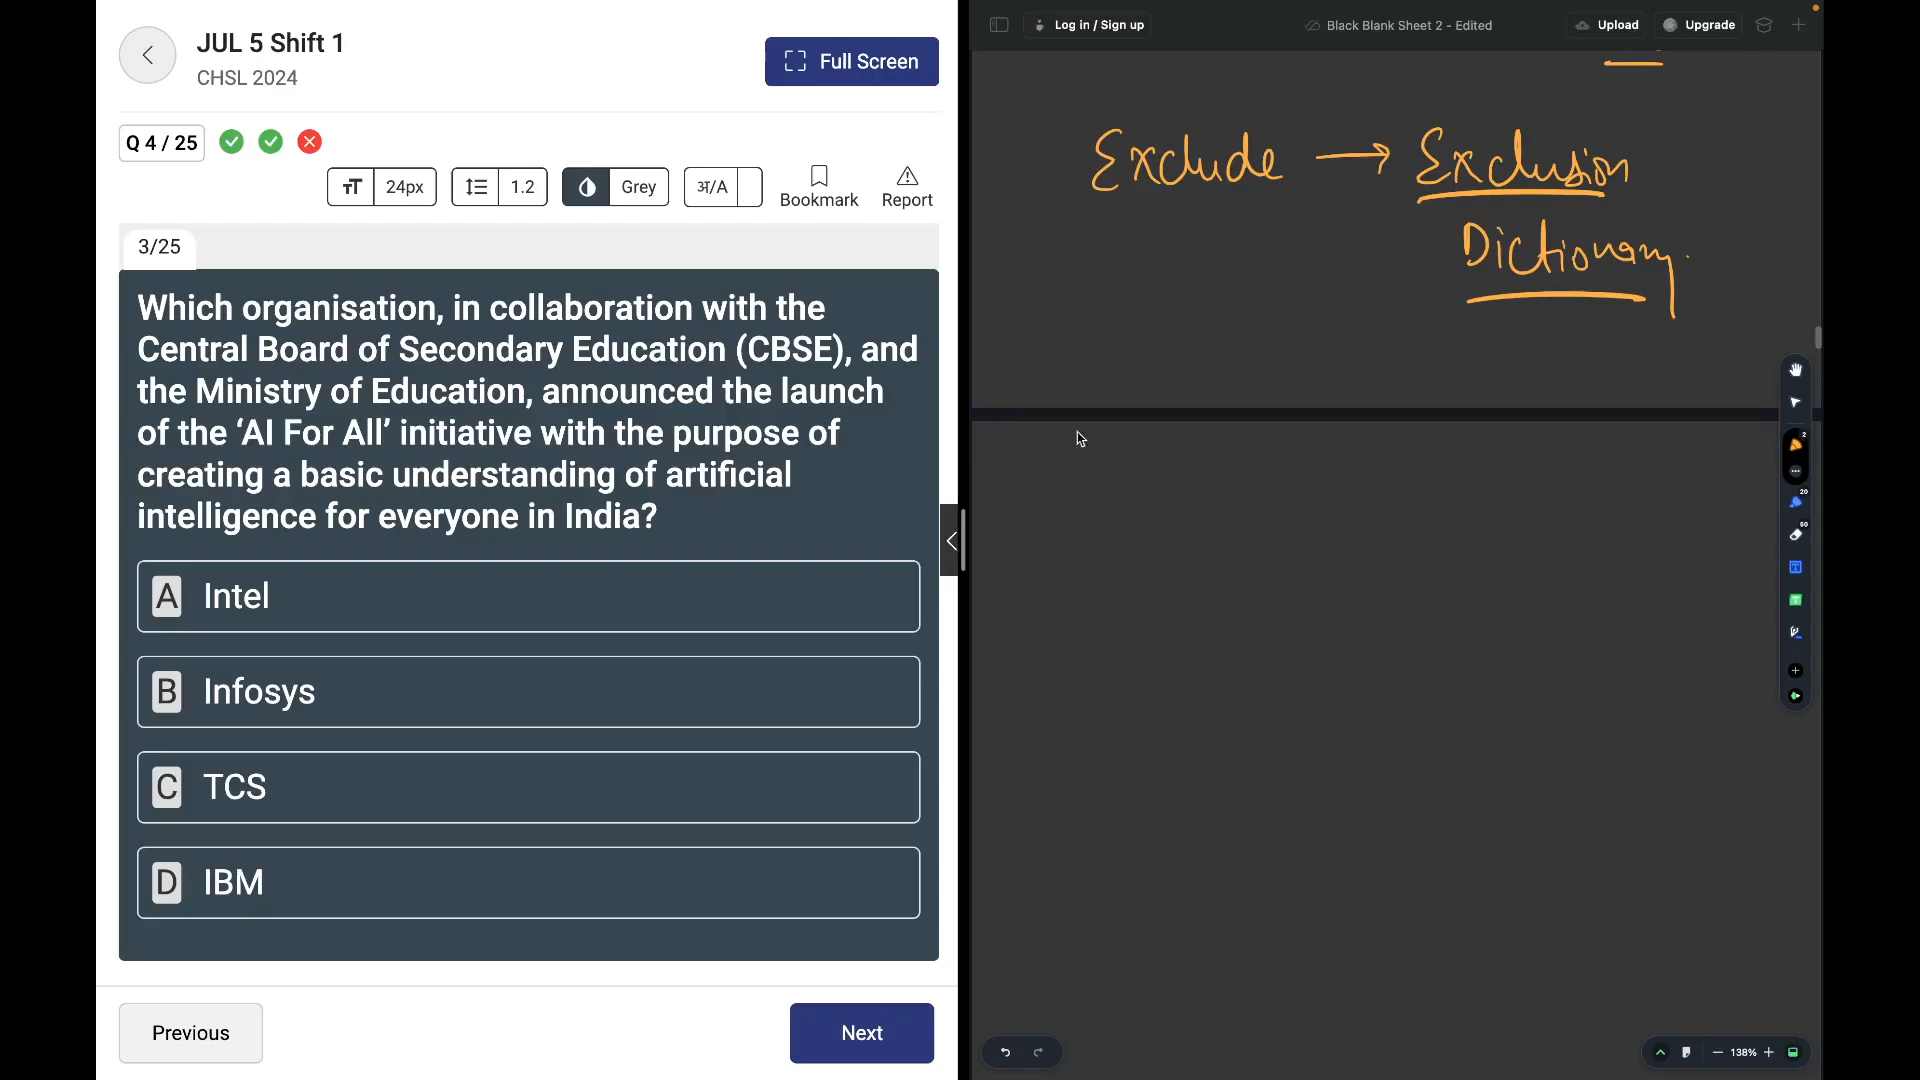 JUL 5 Shift 1
CHSL 2024
Full Screen
Q 4 / 25
24px
1.2
Grey
अ/A
Bookmark
Report
3/25
Which organisation, in collaboration with the
Central Board of Secondary Education (CBSE), and
the Ministry of Education, announced the launch
of the ‘AI For All’ initiative with the purpose of
creating a basic understanding of artificial
intelligence for everyone in India?
A Intel
B Infosys
C TCS
D IBM
Previous
Next
Log in / Sign up
Black Blank Sheet 2 - Edited
Upload
Upgrade
Exclude → Exclusion
Dictionary.
2
20
50
138%